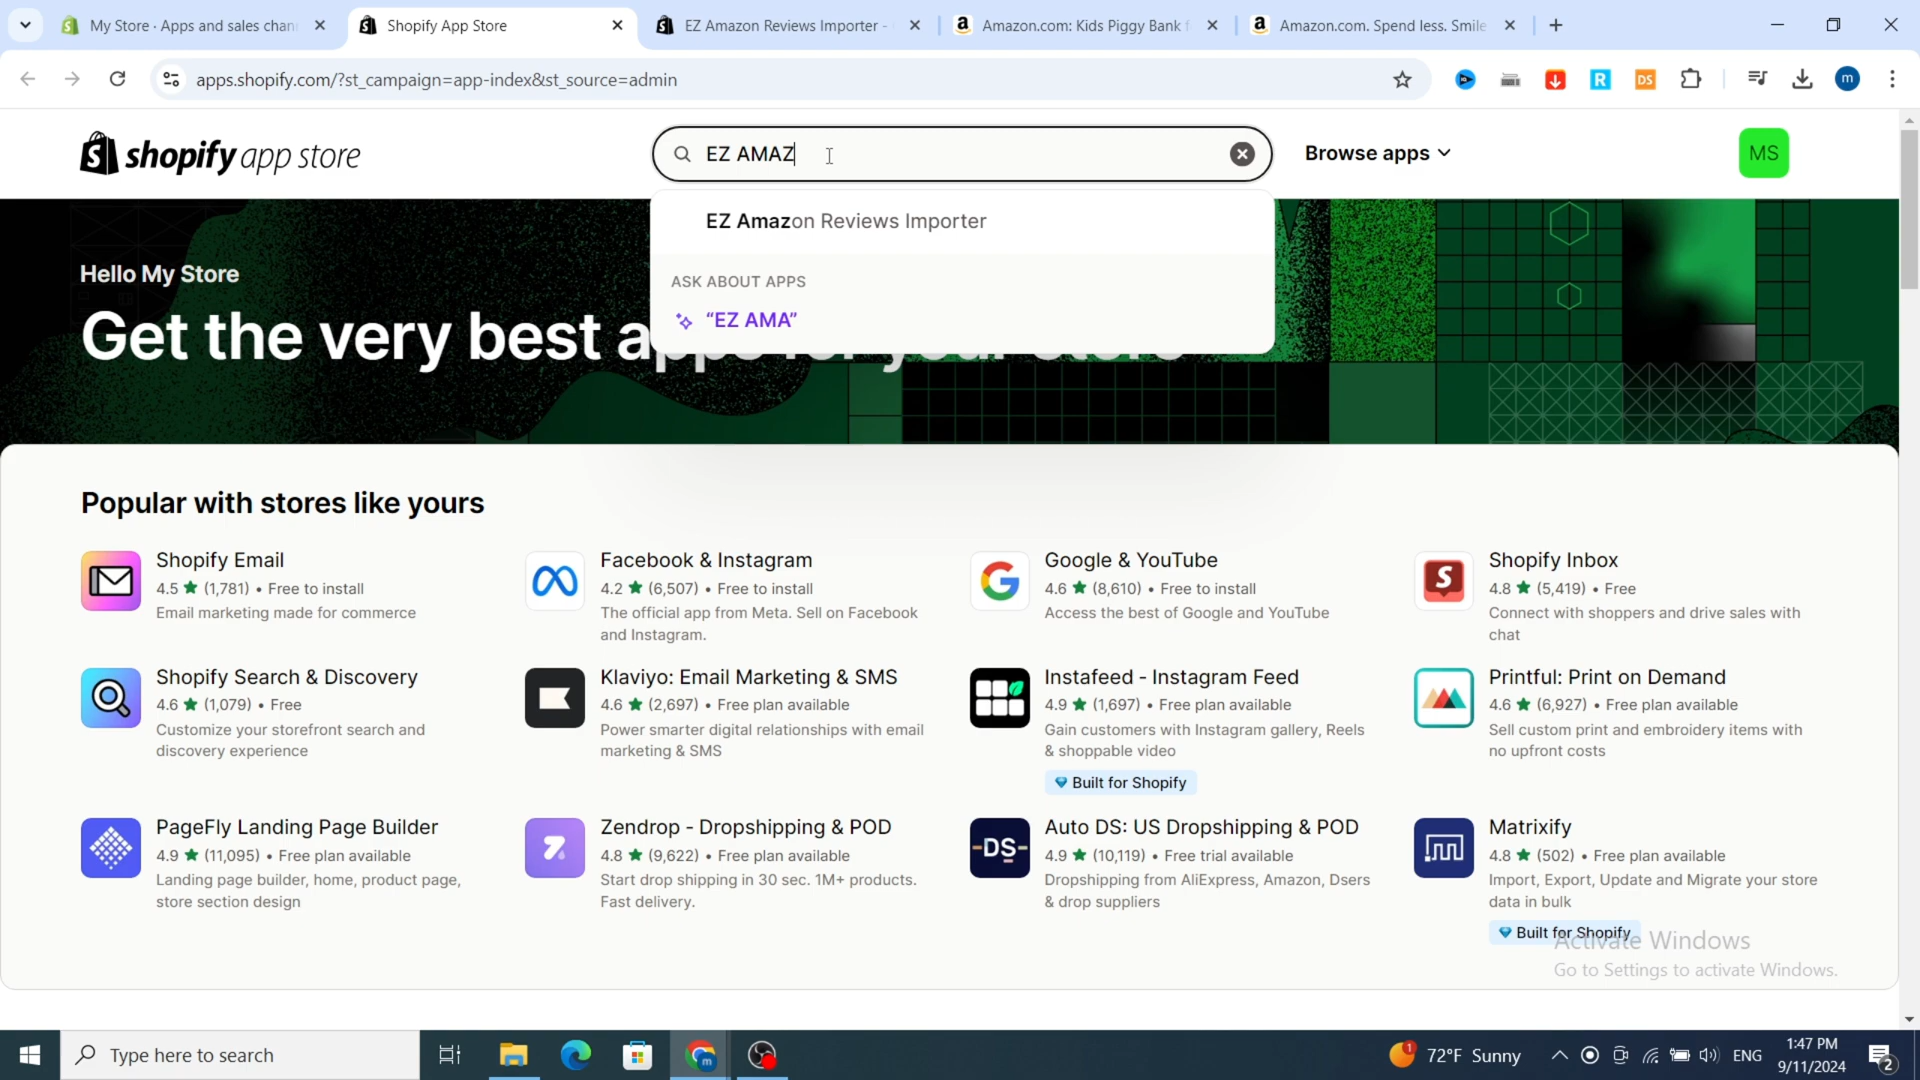 My Store · Apps and sales chan
Shopify App Store
EZ Amazon Reviews Importer -
Amazon.com: Kids Piggy Bank f
Amazon.com. Spend less. Smile
apps.shopify.com/?st_campaign=app-index&st_source=admin
shopify app store
EZ AMAZ
Browse apps
MS
EZ Amazon Reviews Importer
ASK ABOUT APPS
“EZ AMA”
Hello My Store
Get the very best apps for your store
Popular with stores like yours
Shopify Email
4.5 ★ (1,781) • Free to install
Email marketing made for commerce
Facebook & Instagram
4.2 ★ (6,507) • Free to install
The official app from Meta. Sell on Facebook
and Instagram.
Google & YouTube
4.6 ★ (8,610) • Free to install
Access the best of Google and YouTube
Shopify Inbox
4.8 ★ (5,419) • Free
Connect with shoppers and drive sales with
chat
Shopify Search & Discovery
4.6 ★ (1,079) • Free
Customize your storefront search and
discovery experience
Klaviyo: Email Marketing & SMS
4.6 ★ (2,697) • Free plan available
Power smarter digital relationships with email
marketing & SMS
Instafeed - Instagram Feed
4.9 ★ (1,697) • Free plan available
Gain customers with Instagram gallery, Reels
& shoppable video
Built for Shopify
Printful: Print on Demand
4.6 ★ (6,927) • Free plan available
Sell custom print and embroidery items with
no upfront costs
PageFly Landing Page Builder
4.9 ★ (11,095) • Free plan available
Landing page builder, home, product page,
store section design
Zendrop - Dropshipping & POD
4.8 ★ (9,622) • Free plan available
Start drop shipping in 30 sec. 1M+ products.
Fast delivery.
-DS-
Auto DS: US Dropshipping & POD
4.9 ★ (10,119) • Free trial available
Dropshipping from AliExpress, Amazon, Dsers
& drop suppliers
Matrixify
4.8 ★ (502) • Free plan available
Import, Export, Update and Migrate your store
data in bulk
Built for Shopify
Activate Windows
Go to Settings to activate Windows.
Type here to search
72°F Sunny
ENG
1:47 PM
9/11/2024
2